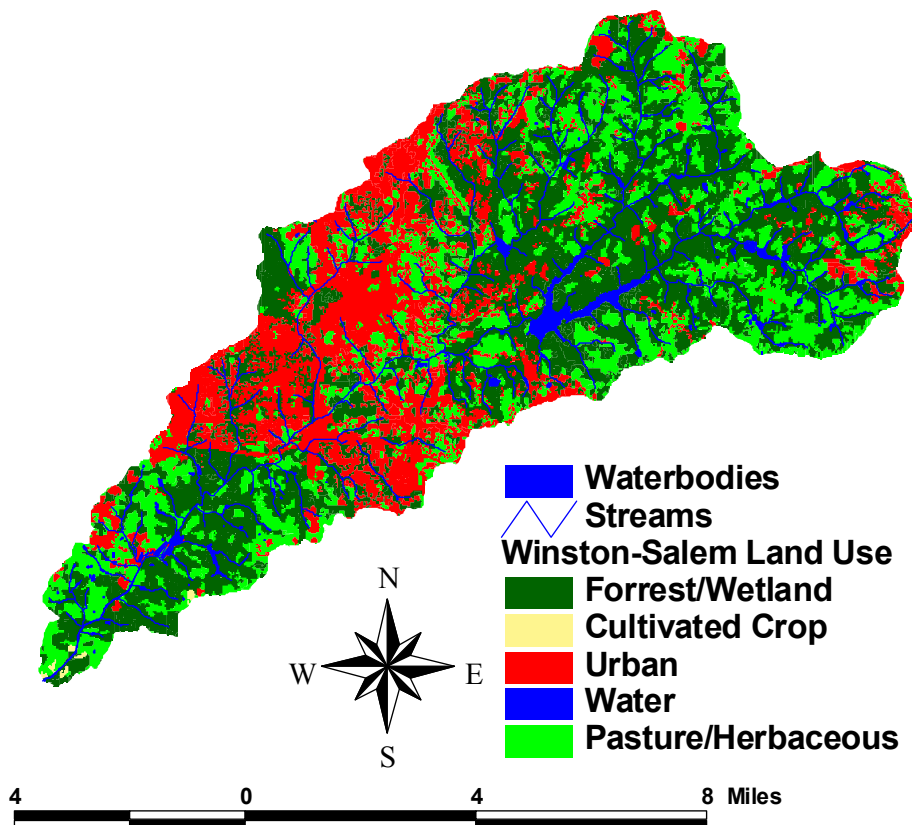 Waterbodies
Streams
Winston-Salem Land Use
Forrest/Wetland
Cultivated Crop
Urban
Water
Pasture/Herbaceous
N
W E
S
4 0 4 8 Miles